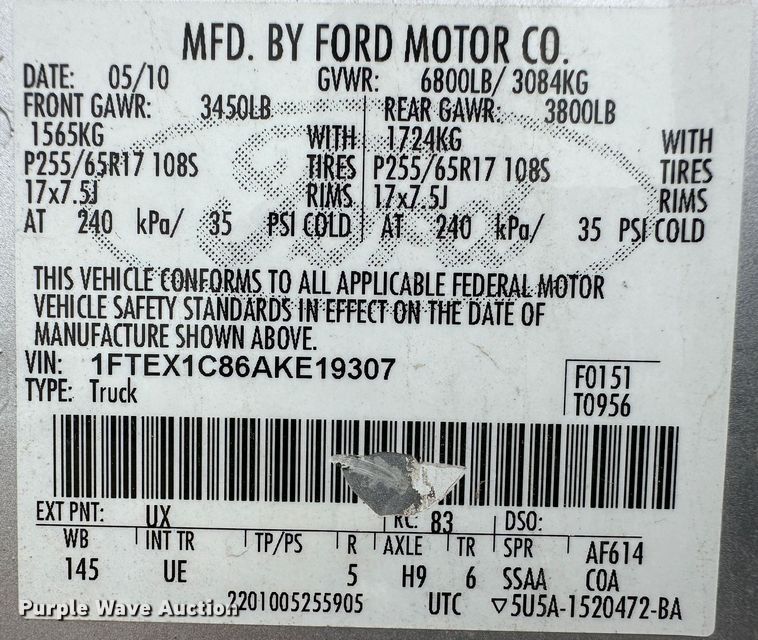 MFD. BY FORD MOTOR CO.
DATE: 05/10 GVWR: 6800LB/ 3084KG
FRONT GAWR: 3450LB REAR GAWR: 3800LB
1565KG WITH 1724KG WITH
P255/65R17 108S TIRES P255/65R17 108S TIRES
17x7.5J RIMS 17x7.5J RIMS
AT 240 kPa/ 35 PSI COLD AT 240 kPa/ 35 PSI COLD
Ford
THIS VEHICLE CONFORMS TO ALL APPLICABLE FEDERAL MOTOR
VEHICLE SAFETY STANDARDS IN EFFECT ON THE DATE OF
MANUFACTURE SHOWN ABOVE.
VIN: 1FTEX1C86AKE19307
TYPE: Truck
F0151
T0956
EXT PNT: UX RC: 83 DSO:
WB INT TR TP/PS R AXLE TR SPR AF614
145 UE 5 H9 6 SSAA COA
2201005255905 UTC ▽5U5A-1520472-BA
Purple Wave Auction